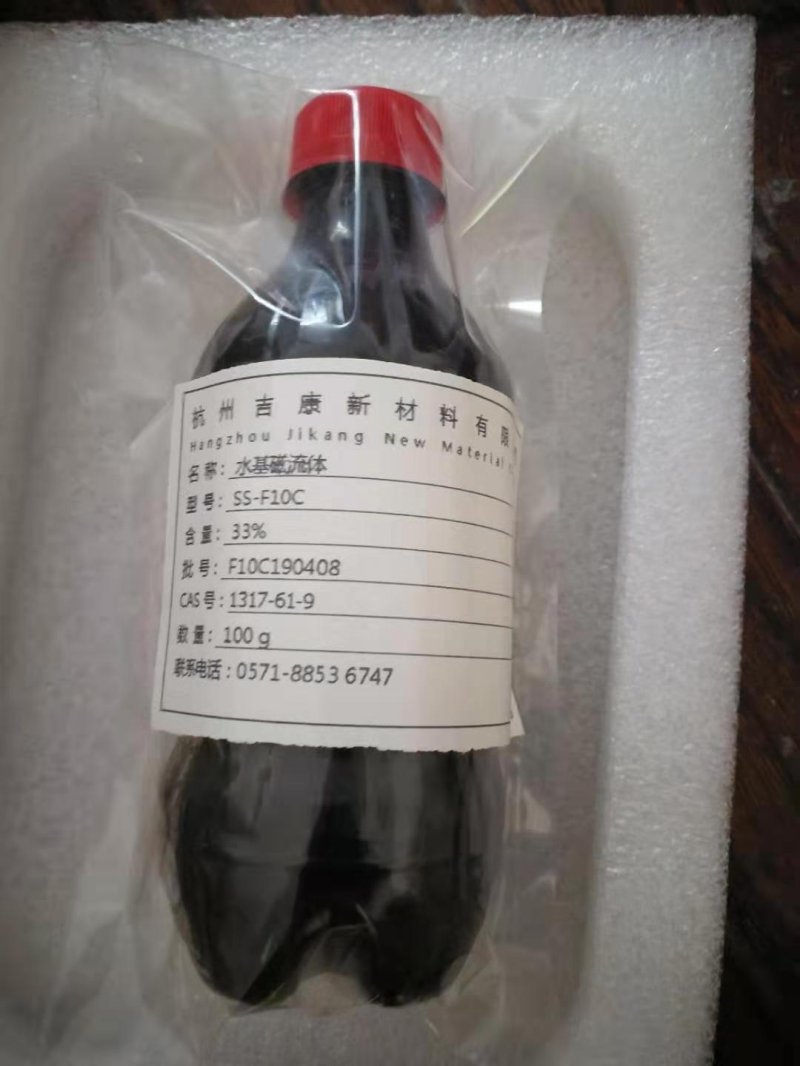 杭州吉康新材料有限
Hangzhou Jikang New Material
名称：水基磁流体
型号：SS-F10C
含量：33%
批号：F10C190408
CAS号：1317-61-9
数量：100 g
联系电话：0571-8853 6747